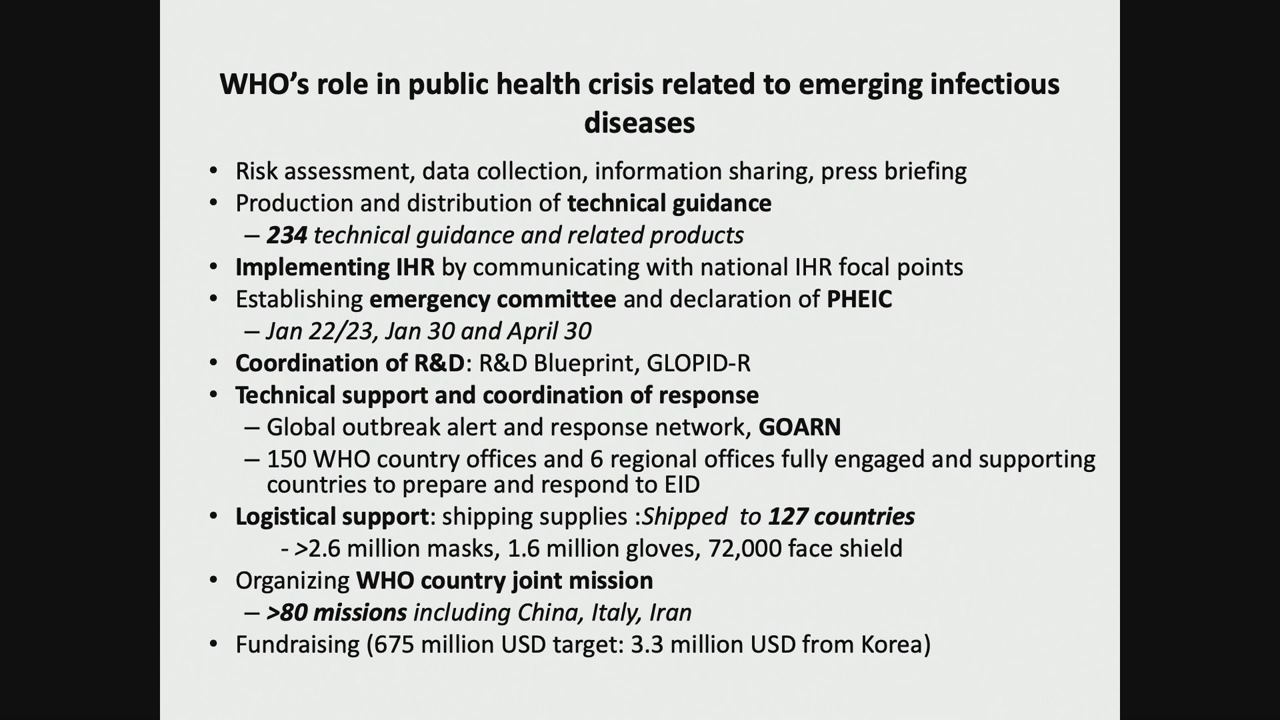 WHO’s role in public health crisis related to emerging infectious
diseases
• Risk assessment, data collection, information sharing, press briefing
• Production and distribution of technical guidance
– 234 technical guidance and related products
• Implementing IHR by communicating with national IHR focal points
• Establishing emergency committee and declaration of PHEIC
– Jan 22/23, Jan 30 and April 30
• Coordination of R&D: R&D Blueprint, GLOPID-R
• Technical support and coordination of response
– Global outbreak alert and response network, GOARN
– 150 WHO country offices and 6 regional offices fully engaged and supporting
countries to prepare and respond to EID
• Logistical support: shipping supplies :Shipped to 127 countries
- >2.6 million masks, 1.6 million gloves, 72,000 face shield
• Organizing WHO country joint mission
– >80 missions including China, Italy, Iran
• Fundraising (675 million USD target: 3.3 million USD from Korea)